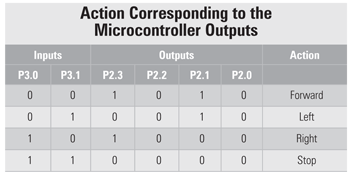 Action Corresponding to the
Microcontroller Outputs
Inputs Outputs Action
P3.0 P3.1 P2.3 P2.2 P2.1 P2.0
0 0 1 0 1 0 Forward
0 1 0 0 1 0 Left
1 0 1 0 0 0 Right
1 1 0 0 0 0 Stop